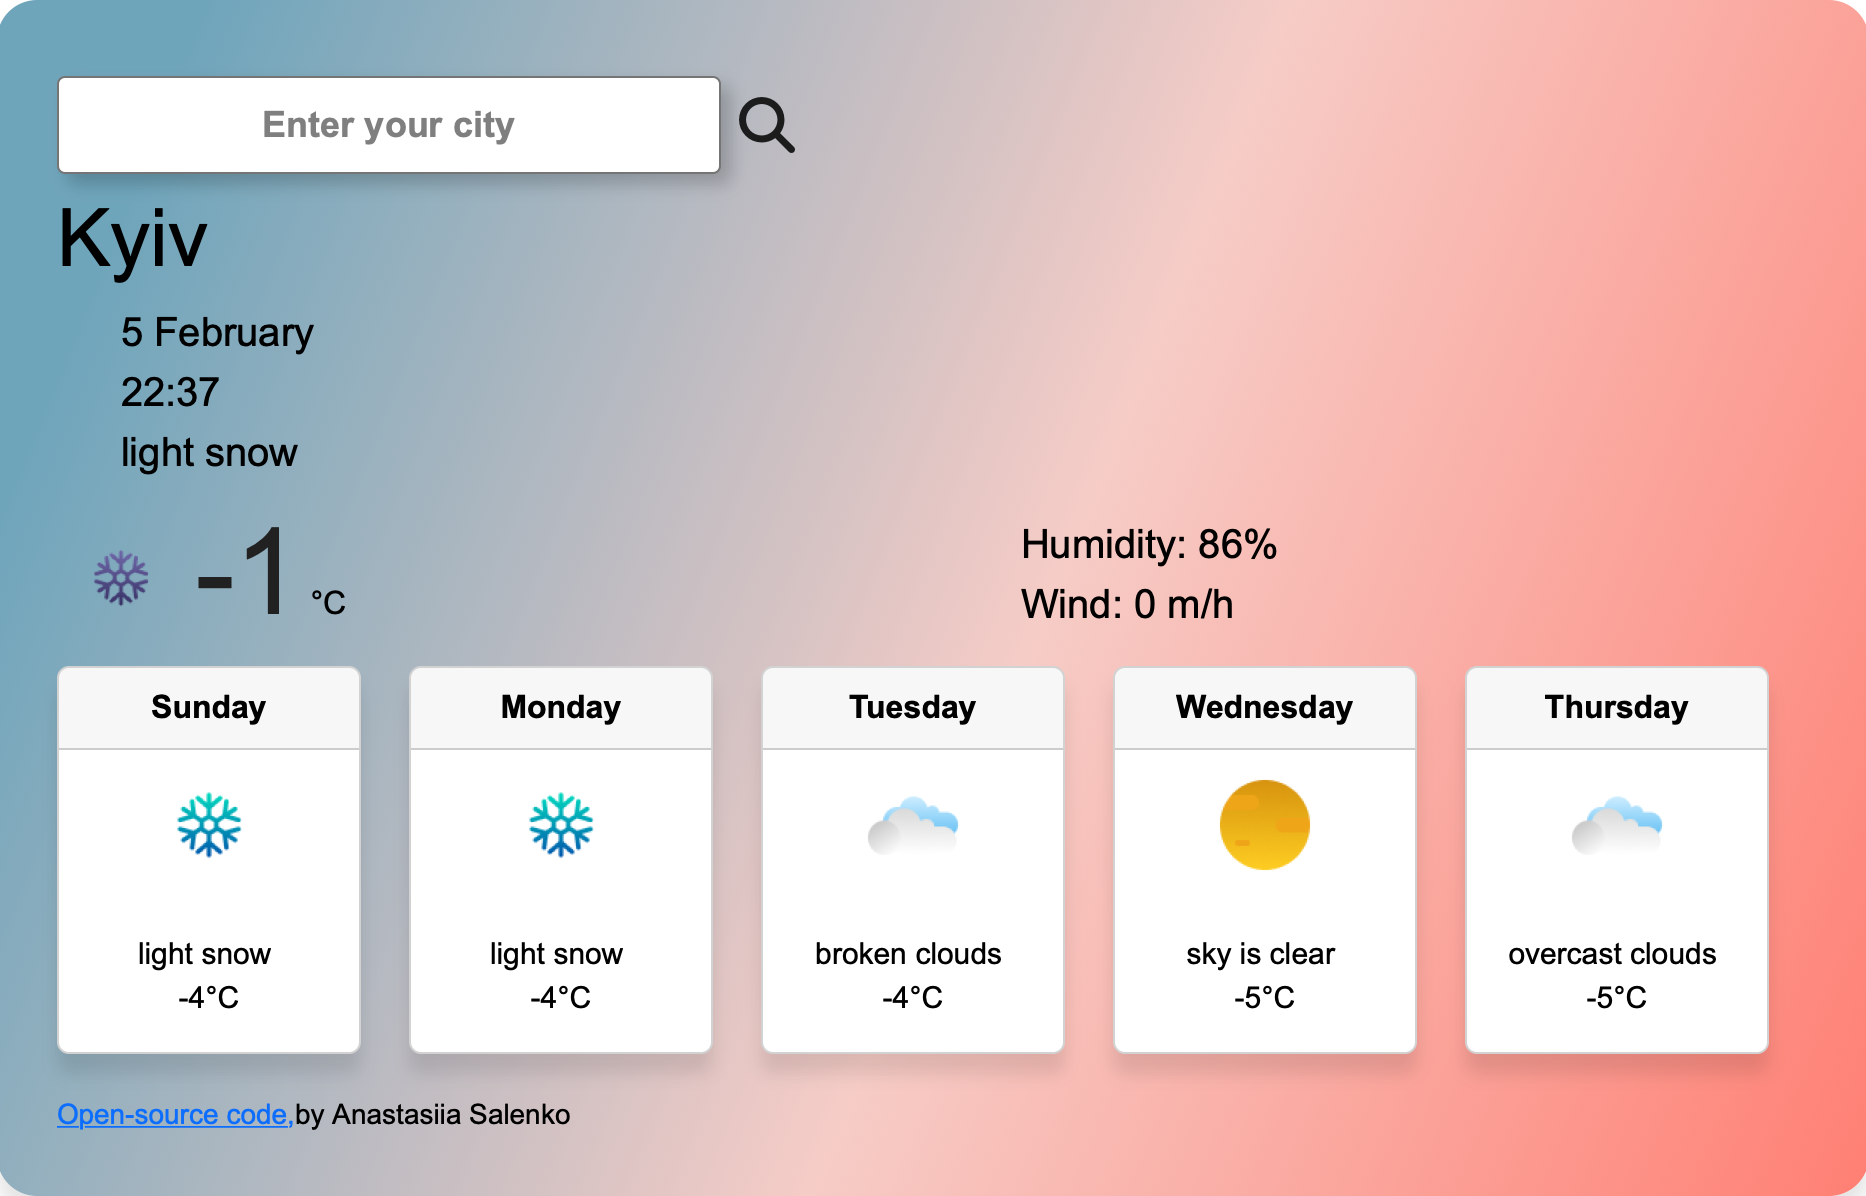 Enter your city
Kyiv
5 February
22:37
light snow
-1 °C
Humidity: 86%
Wind: 0 m/h
Sunday
light snow
-4°C
Monday
light snow
-4°C
Tuesday
broken clouds
-4°C
Wednesday
sky is clear
-5°C
Thursday
overcast clouds
-5°C
Open-source code,by Anastasiia Salenko